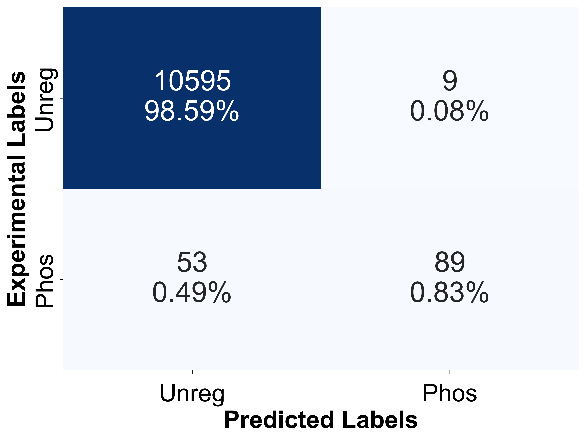 Experimental Labels
Unreg
10595
98.59%
9
0.08%
Phos
53
0.49%
89
0.83%
Unreg
Phos
Predicted Labels